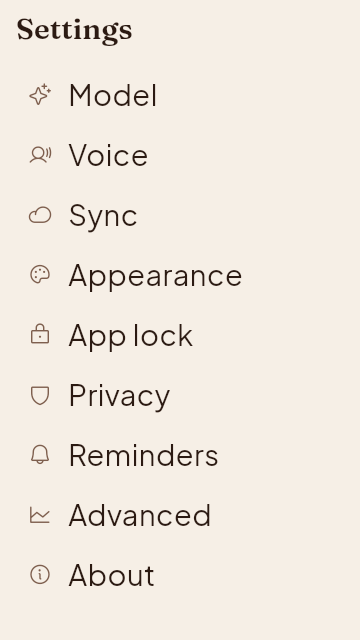 Settings
Model
Voice
Sync
Appearance
App lock
Privacy
Reminders
Advanced
About